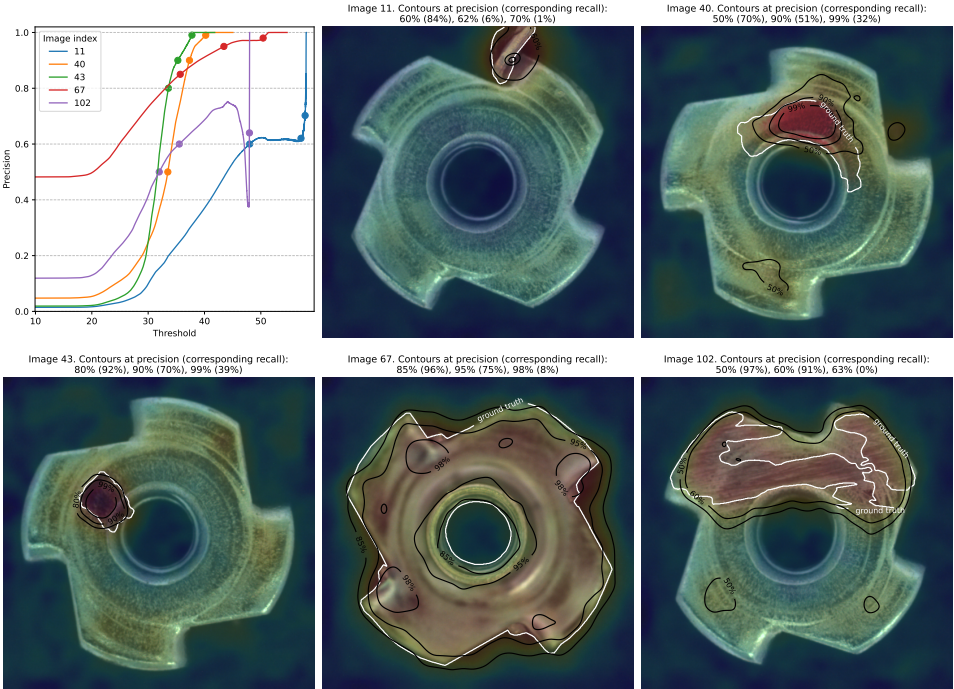 Image 11. Contours at precision (corresponding recall):
60% (84%), 62% (6%), 70% (1%)
Image 40. Contours at precision (corresponding recall):
50% (70%), 90% (51%), 99% (32%)
1.0
0.8
0.6
0.4
0.2
0.0
Precision
Image index
11
40
43
67
102
10
20
30
40
50
Threshold
90%
99%
ground truth
50%
50%
Image 43. Contours at precision (corresponding recall):
80% (92%), 90% (70%), 99% (39%)
Image 67. Contours at precision (corresponding recall):
85% (96%), 95% (75%), 98% (8%)
Image 102. Contours at precision (corresponding recall):
50% (97%), 60% (91%), 63% (0%)
80%
99%
ground truth
95%
98%
98%
85%
85%
95%
98%
ground truth
50%
60%
ground truth
50%